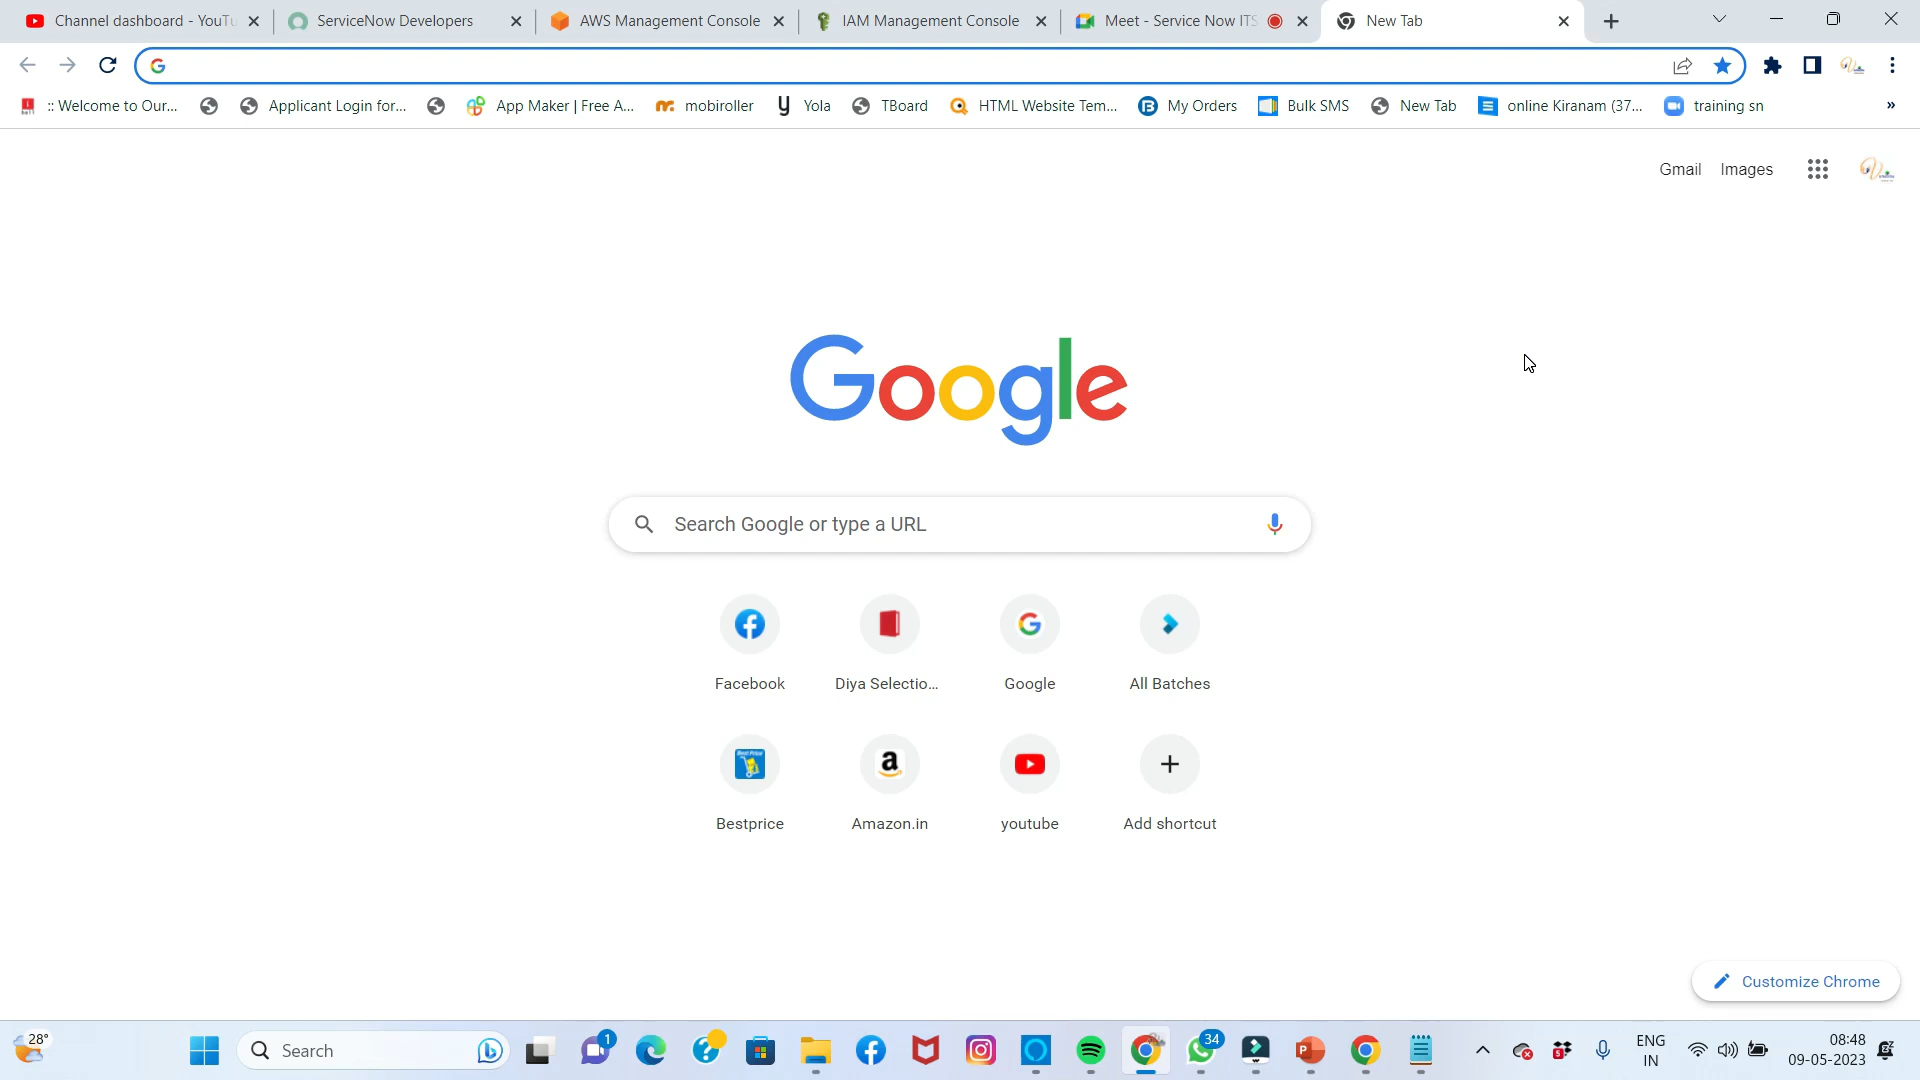 Channel dashboard - YouTu
ServiceNow Developers
AWS Management Console
IAM Management Console
Meet - Service Now ITS
New Tab
:: Welcome to Our...
Applicant Login for...
App Maker | Free A...
mobiroller
Yola
TBoard
HTML Website Tem...
My Orders
Bulk SMS
New Tab
online Kiranam (37...
training sn
»
Gmail
Images
Google
Search Google or type a URL
Facebook
Diya Selectio...
Google
All Batches
Bestprice
Amazon.in
youtube
Add shortcut
Customize Chrome
28°
Search
1
34
5
ENG
IN
08:48
09-05-2023